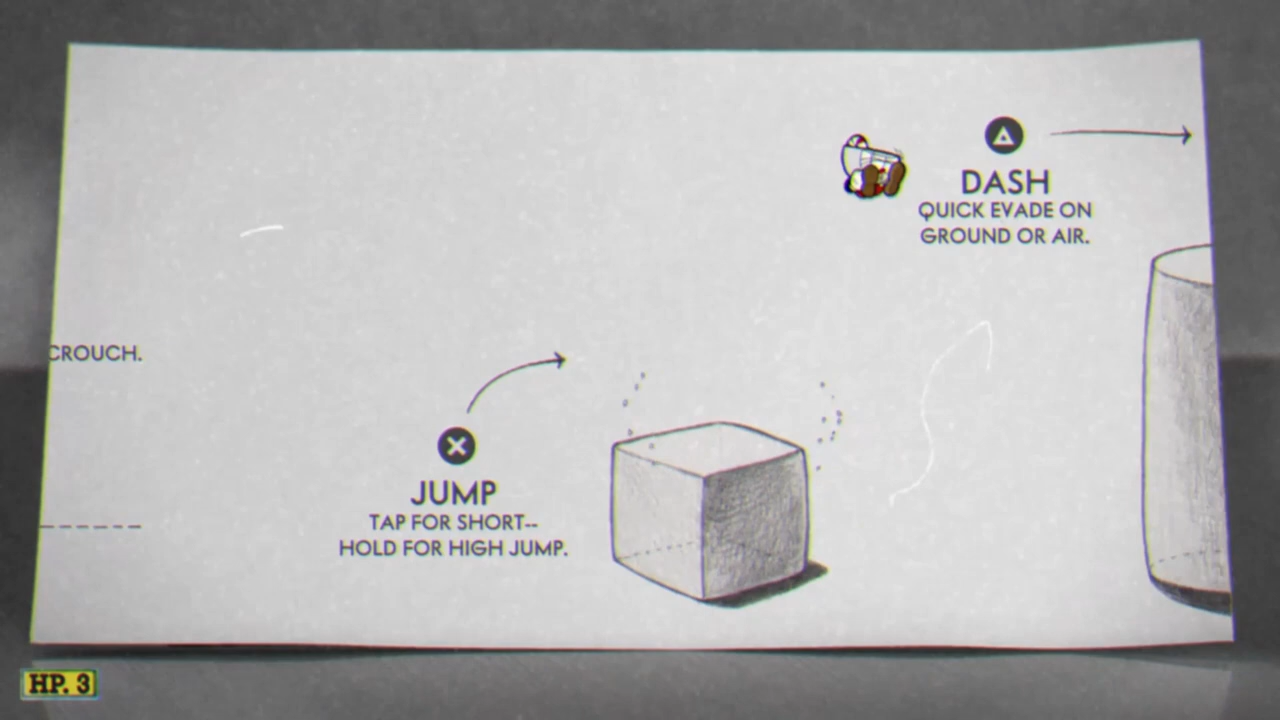 DASH
QUICK EVADE ON
GROUND OR AIR.
CROUCH.
JUMP
TAP FOR SHORT--
HOLD FOR HIGH JUMP.
HP. 3